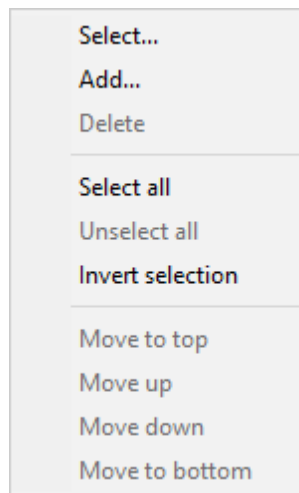 Select...
Add...
Delete
Select all
Unselect all
Invert selection
Move to top
Move up
Move down
Move to bottom